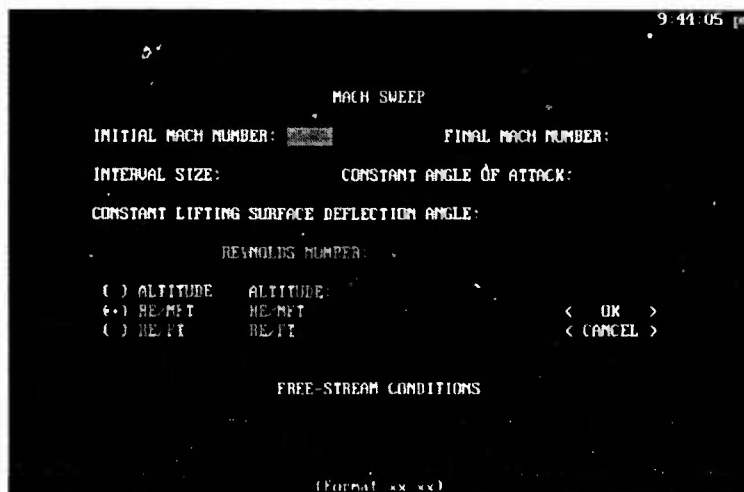 9:44:05 [
MACH SWEEP
INITIAL MACH NUMBER: FINAL MACH NUMBER:
INTERVAL SIZE: CONSTANT ANGLE OF ATTACK:
CONSTANT LIFTING SURFACE DEFLECTION ANGLE:
REYNOLDS NUMBER:
( ) ALTITUDE ALTITUDE:
(•) RE/MFT RE/MFT < OK >
( ) RE/FT RE/FT < CANCEL >
FREE-STREAM CONDITIONS
(Format xx.xx)